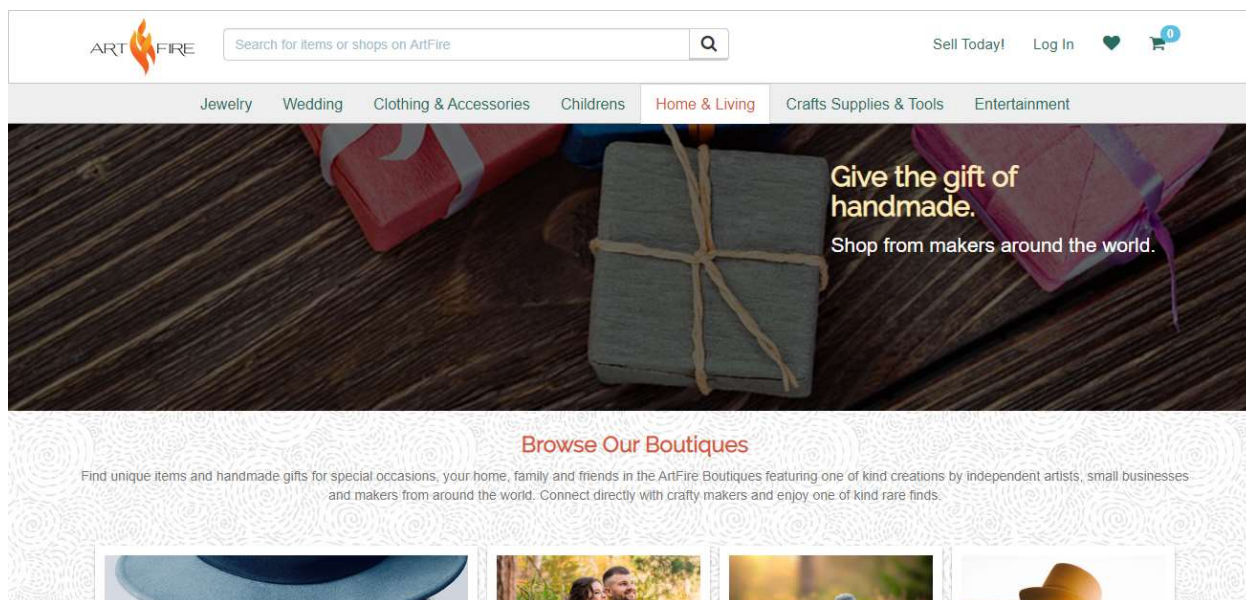 ART FIRE
Search for items or shops on ArtFire
Sell Today!
Log In
0
Jewelry
Wedding
Clothing & Accessories
Childrens
Home & Living
Crafts Supplies & Tools
Entertainment
Give the gift of
handmade.
Shop from makers around the world.
Browse Our Boutiques
Find unique items and handmade gifts for special occasions, your home, family and friends in the ArtFire Boutiques featuring one of kind creations by independent artists, small businesses
and makers from around the world. Connect directly with crafty makers and enjoy one of kind rare finds.